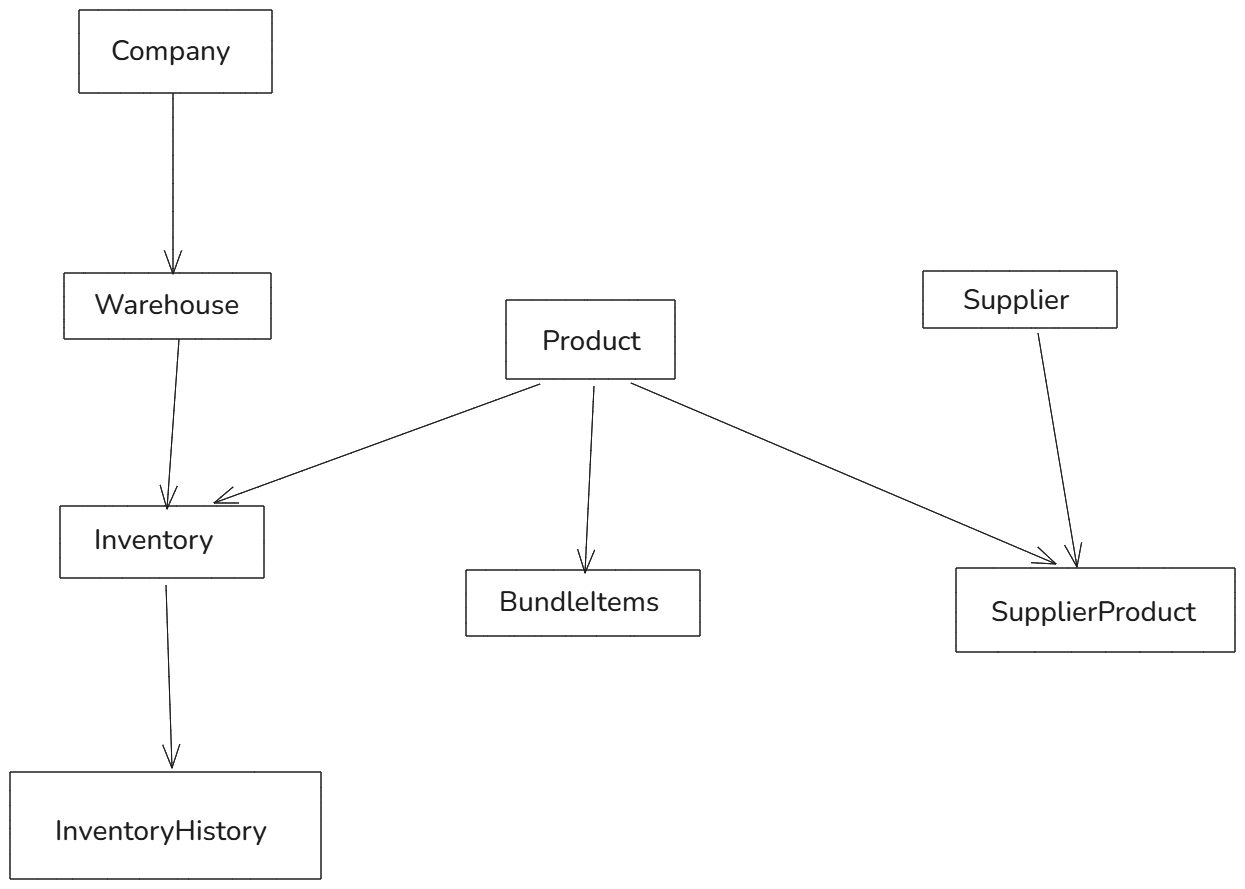 Company
Warehouse
Supplier
Product
Inventory
BundleItems
SupplierProduct
InventoryHistory